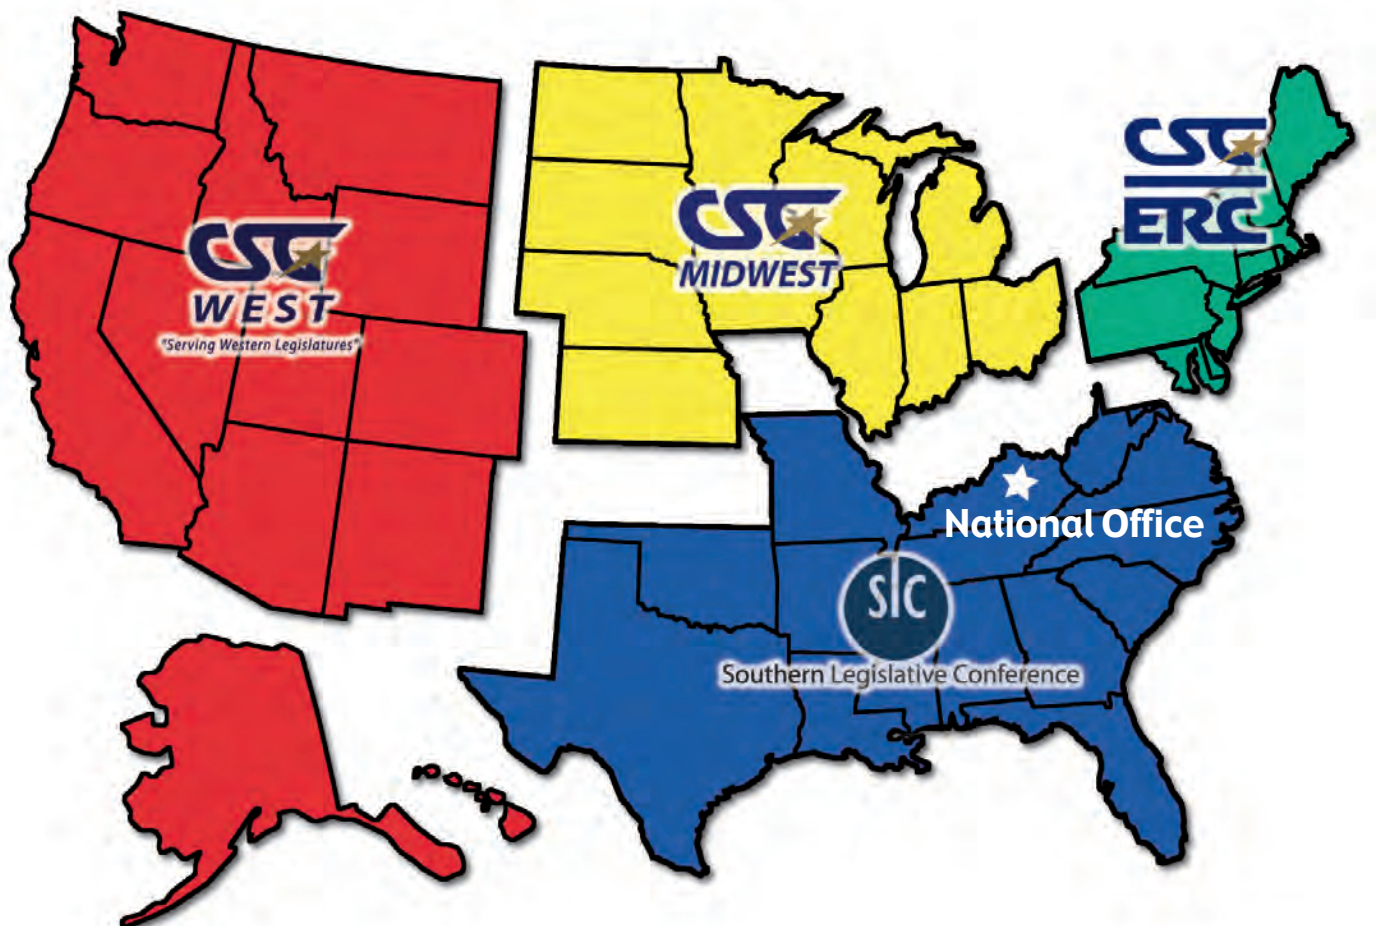 CSG
WEST
"Serving Western Legislatures"
CSG
MIDWEST
CSG
ERC
National Office
SLC
Southern Legislative Conference